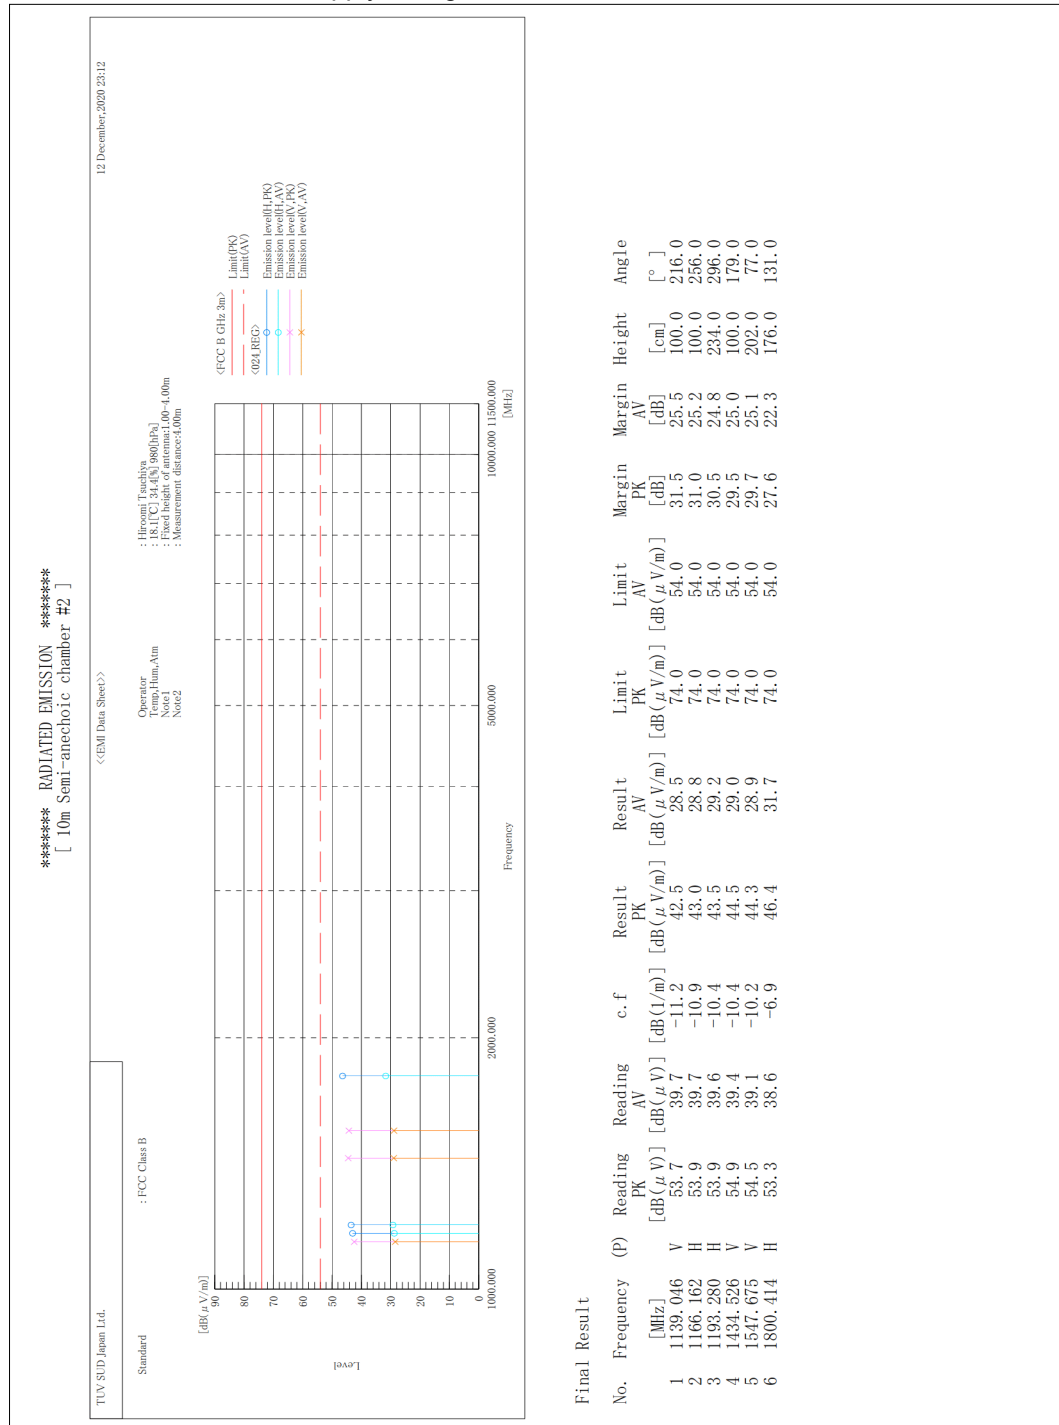 ******* RADIATED EMISSION *******
[ 10m Semi-anechoic chamber #2 ]
TUV SUD Japan Ltd.
<<EMI Data Sheet>>
12 December,2020 23:12
Standard : FCC Class B
Operator : Hiroomi Tsuchiya
Temp,Hum,Atm : 18.1[℃] 34.4[%] 980[hPa]
Note1 : Fixed height of antenna:1.00-4.00m
Note2 : Measurement distance:4.00m
<FCC B GHz 3m>
Limit(PK)
Limit(AV)
<024_REG>
Emission level(H,PK)
Emission level(H,AV)
Emission level(V,PK)
Emission level(V,AV)
[dB(μV/m)]
90
80
70
60
50
40
30
20
10
0
Level
1000.000 2000.000 5000.000 10000.000 11500.000
Frequency [MHz]
Final Result
No. Frequency (P) Reading Reading c.f Result Result Limit Limit Margin Margin Height Angle
PK AV PK AV PK AV PK AV
[MHz] [dB(μV)] [dB(μV)] [dB(1/m)] [dB(μV/m)] [dB(μV/m)] [dB(μV/m)] [dB(μV/m)] [dB] [dB] [cm] [°]
1 1139.046 V 53.7 39.7 -11.2 42.5 28.5 74.0 54.0 31.5 25.5 100.0 216.0
2 1166.162 H 53.9 39.7 -10.9 43.0 28.8 74.0 54.0 31.0 25.2 100.0 256.0
3 1193.280 H 53.9 39.6 -10.4 43.5 29.2 74.0 54.0 30.5 24.8 234.0 296.0
4 1434.526 V 54.9 39.4 -10.4 44.5 29.0 74.0 54.0 29.5 25.0 100.0 179.0
5 1547.675 V 54.5 39.1 -10.2 44.3 28.9 74.0 54.0 29.7 25.1 202.0 77.0
6 1800.414 H 53.3 38.6 -6.9 46.4 31.7 74.0 54.0 27.6 22.3 176.0 131.0